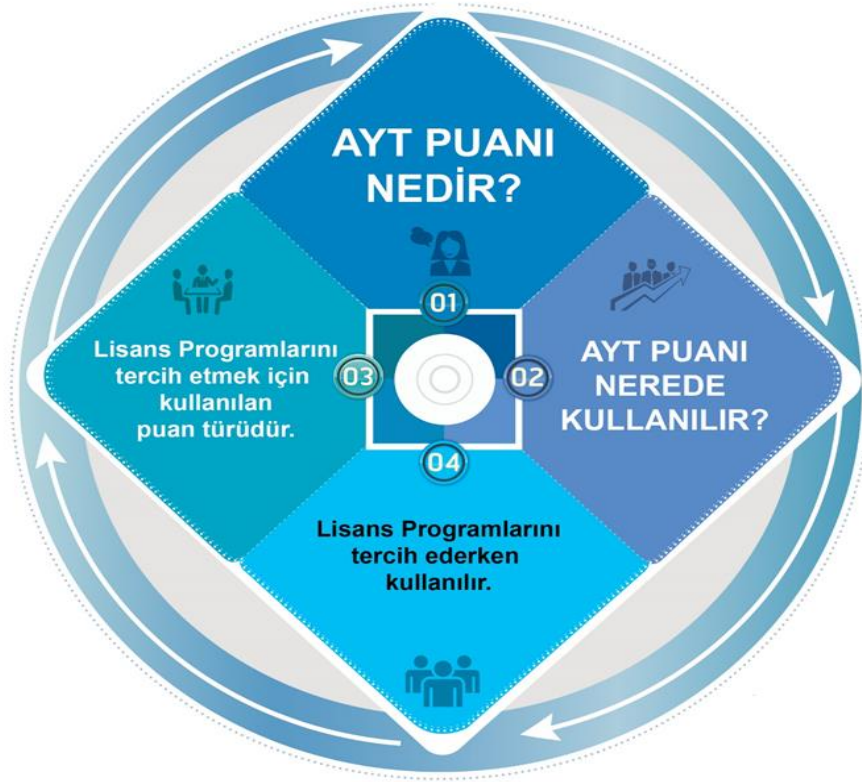 AYT PUANI
NEDİR?
01
AYT PUANI
NEREDE
KULLANILIR?
02
Lisans Programlarını
tercih etmek için
kullanılan
puan türüdür.
03
04
Lisans Programlarını
tercih ederken
kullanılır.